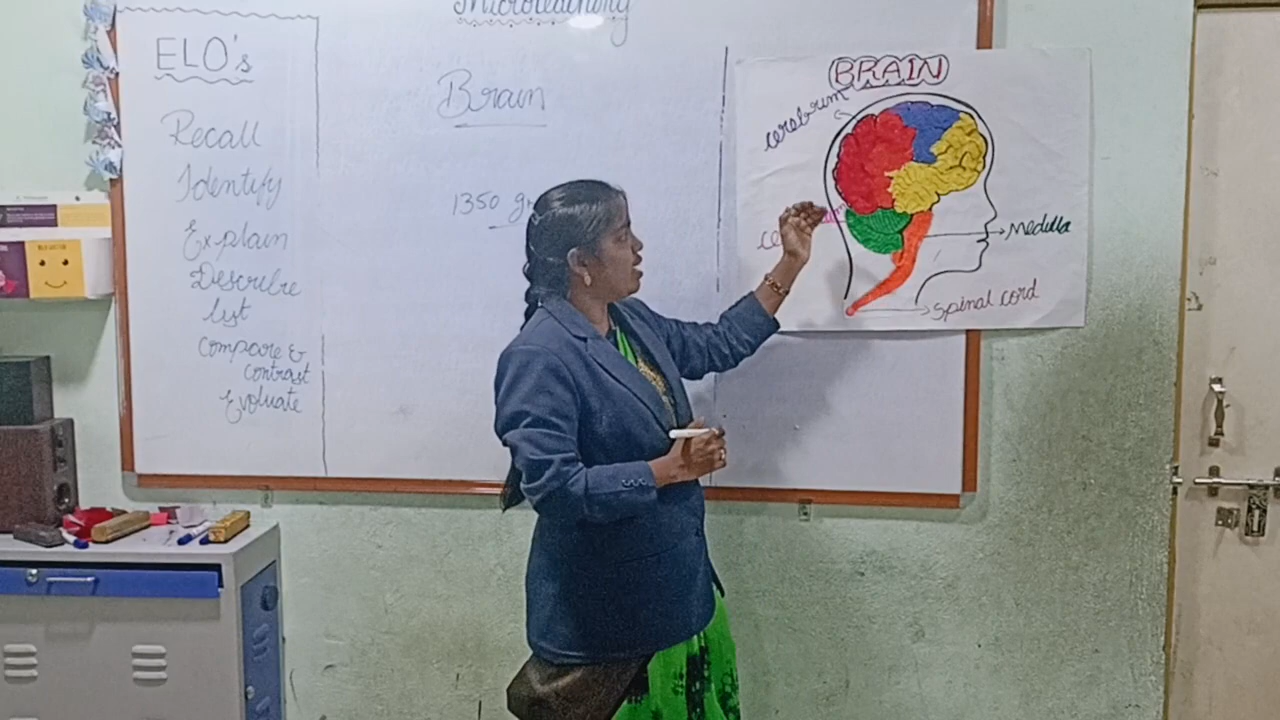 Microteaching
ELO's
Recall
Identify
Explain
Describe
list
Compare &
contrast
Evaluate
Brain
1350
BRAIN
cerebrum
Medulla
Spinal cord